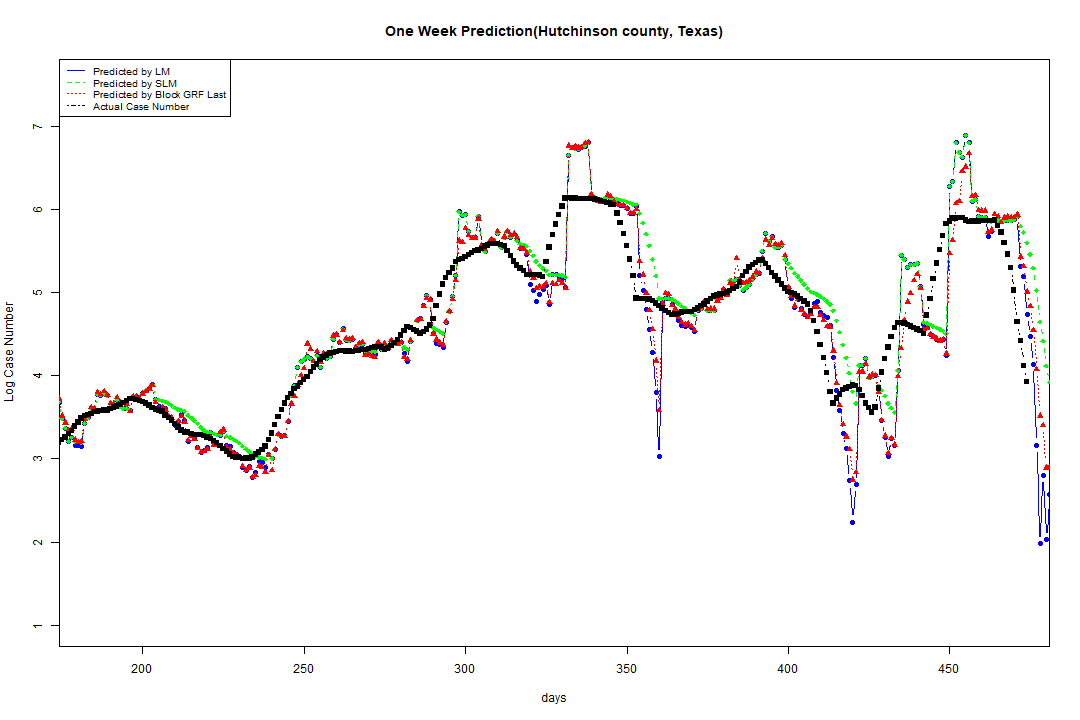 One Week Prediction(Hutchinson county, Texas)
Predicted by LM
Predicted by SLM
Predicted by Block GRF Last
Actual Case Number
Log Case Number
7
6
5
4
3
2
1
200 250 300 350 400 450
days